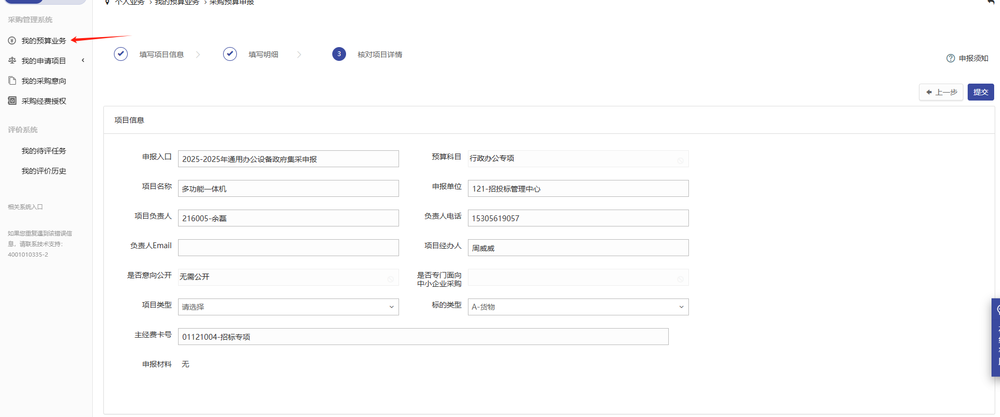 个人业务 > 我的预算业务 > 采购预算申报
采购管理系统
我的预算业务
我的申请项目
我的采购意向
采购经费授权
评价系统
我的待评任务
我的评价历史
相关系统入口
如果您重复遇到该错误信
息，请联系技术支持：
4001010335-2
填写项目信息
填写明细
3 核对项目详情
申报须知
上一步 提交
项目信息
申报入口 2025-2025年通用办公设备政府集采申报 预算科目 行政办公专项
项目名称 多功能一体机 申报单位 121-招投标管理中心
项目负责人 216005-余磊 负责人电话 15305619057
负责人Email 项目经办人 周威威
是否意向公开 无需公开 是否专门面向
中小企业采购
项目类型 请选择 标的类型 A-货物
主经费卡号 01121004-招标专项
申报材料 无